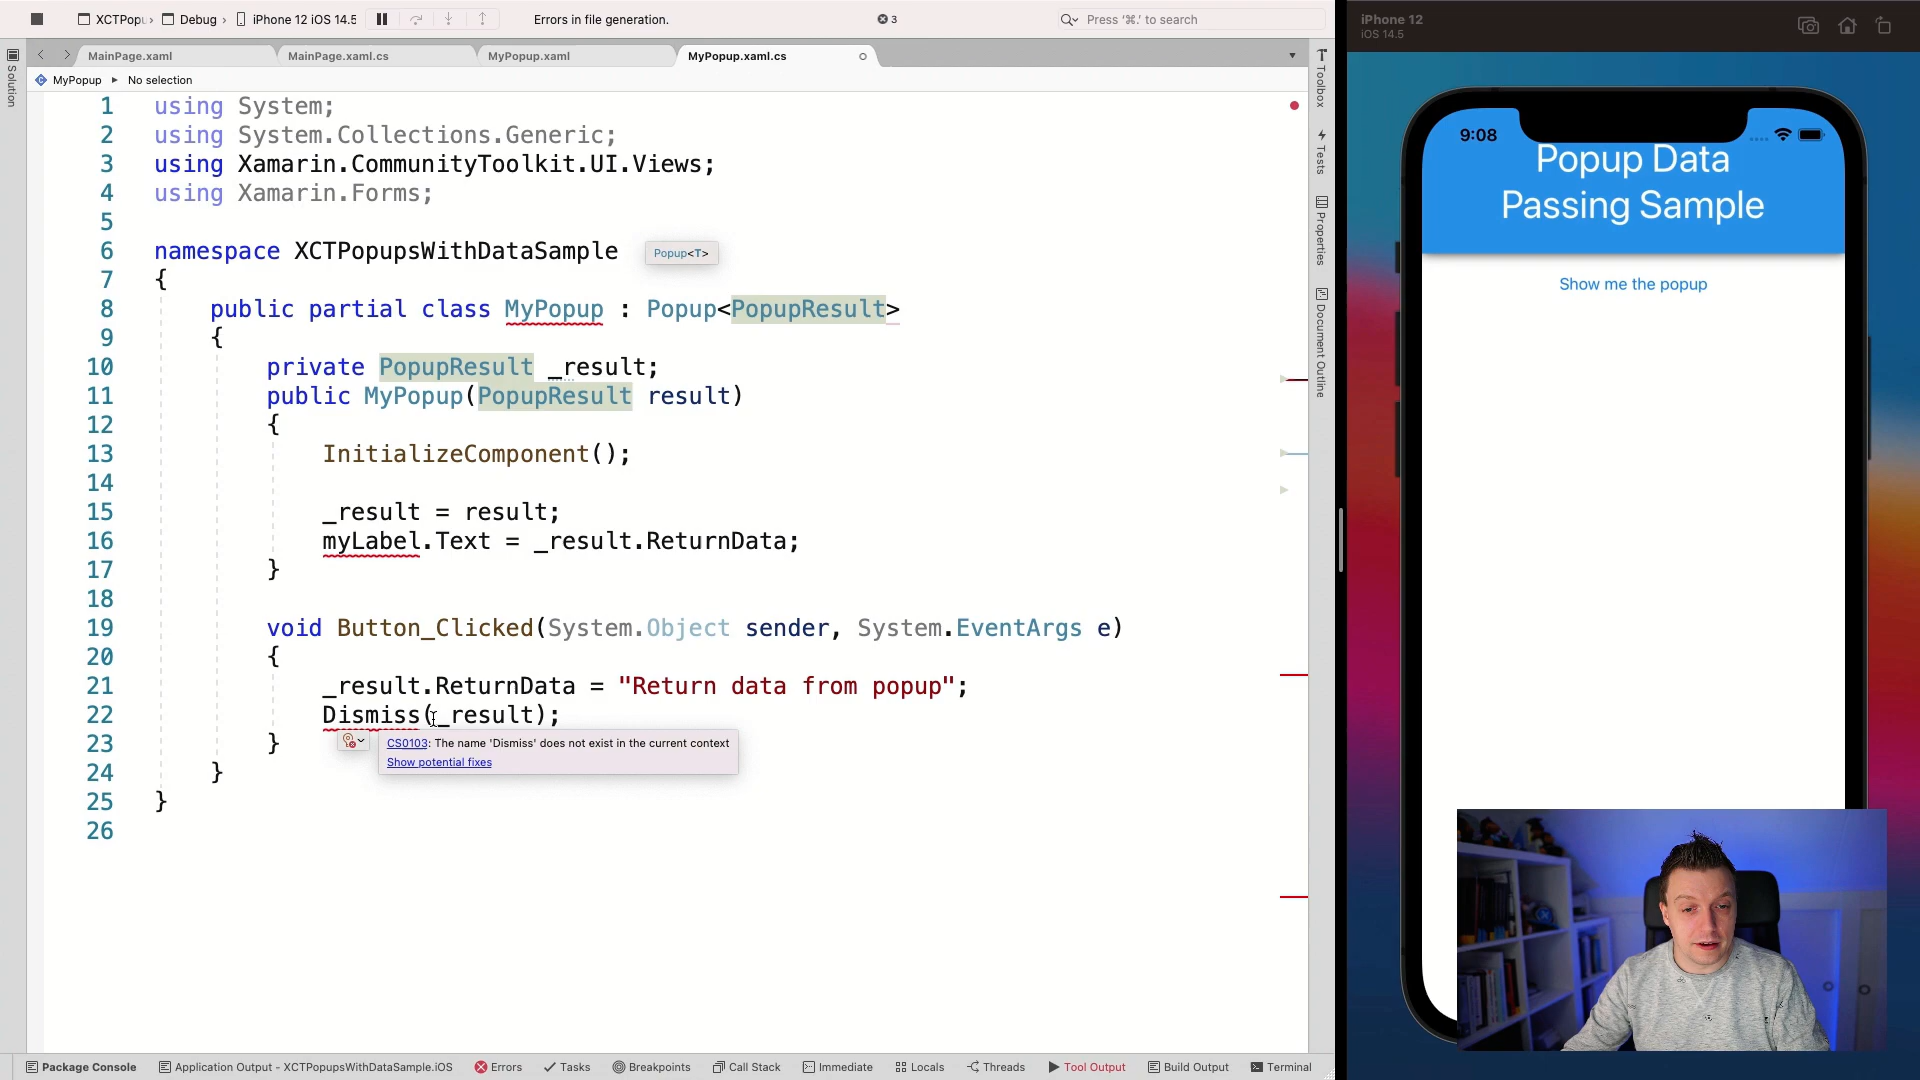 XCTPopu › Debug › iPhone 12 iOS 14.5
Errors in file generation.
3
Press '⌘.' to search
iPhone 12
iOS 14.5
MainPage.xaml
MainPage.xaml.cs
MyPopup.xaml
MyPopup.xaml.cs
MyPopup ▸ No selection
Solution
Toolbox
Tests
Properties
Document Outline
1 using System;
2 using System.Collections.Generic;
3 using Xamarin.CommunityToolkit.UI.Views;
4 using Xamarin.Forms;
5
6 namespace XCTPopupsWithDataSample
Popup<T>
7 {
8 public partial class MyPopup : Popup<PopupResult>
9 {
10 private PopupResult _result;
11 public MyPopup(PopupResult result)
12 {
13 InitializeComponent();
14
15 _result = result;
16 myLabel.Text = _result.ReturnData;
17 }
18
19 void Button_Clicked(System.Object sender, System.EventArgs e)
20 {
21 _result.ReturnData = "Return data from popup";
22 Dismiss(_result);
23 }
CS0103: The name 'Dismiss' does not exist in the current context
Show potential fixes
24 }
25 }
26
9:08
Popup Data
Passing Sample
Show me the popup
Package Console
Application Output - XCTPopupsWithDataSample.iOS
Errors
Tasks
Breakpoints
Call Stack
Immediate
Locals
Threads
Tool Output
Build Output
Terminal